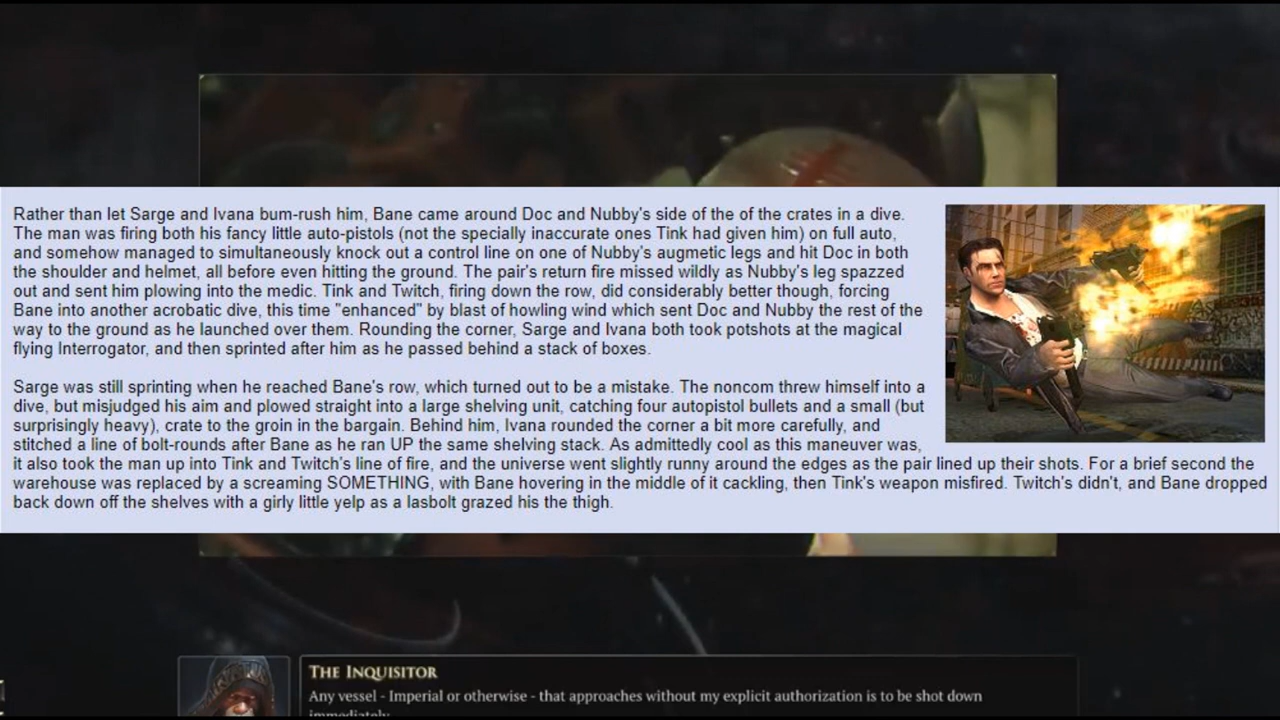 Rather than let Sarge and Ivana bum-rush him, Bane came around Doc and Nubby's side of the of the crates in a dive.
The man was firing both his fancy little auto-pistols (not the specially inaccurate ones Tink had given him) on full auto,
and somehow managed to simultaneously knock out a control line on one of Nubby's augmetic legs and hit Doc in both
the shoulder and helmet, all before even hitting the ground. The pair's return fire missed wildly as Nubby's leg spazzed
out and sent him plowing into the medic. Tink and Twitch, firing down the row, did considerably better though, forcing
Bane into another acrobatic dive, this time "enhanced" by blast of howling wind which sent Doc and Nubby the rest of the
way to the ground as he launched over them. Rounding the corner, Sarge and Ivana both took potshots at the magical
flying Interrogator, and then sprinted after him as he passed behind a stack of boxes.
Sarge was still sprinting when he reached Bane's row, which turned out to be a mistake. The noncom threw himself into a
dive, but misjudged his aim and plowed straight into a large shelving unit, catching four autopistol bullets and a small (but
surprisingly heavy), crate to the groin in the bargain. Behind him, Ivana rounded the corner a bit more carefully, and
stitched a line of bolt-rounds after Bane as he ran UP the same shelving stack. As admittedly cool as this maneuver was,
it also took the man up into Tink and Twitch's line of fire, and the universe went slightly runny around the edges as the pair lined up their shots. For a brief second the
warehouse was replaced by a screaming SOMETHING, with Bane hovering in the middle of it cackling, then Tink's weapon misfired. Twitch's didn't, and Bane dropped
back down off the shelves with a girly little yelp as a lasbolt grazed his the thigh.
THE INQUISITOR
Any vessel - Imperial or otherwise - that approaches without my explicit authorization is to be shot down
immediately